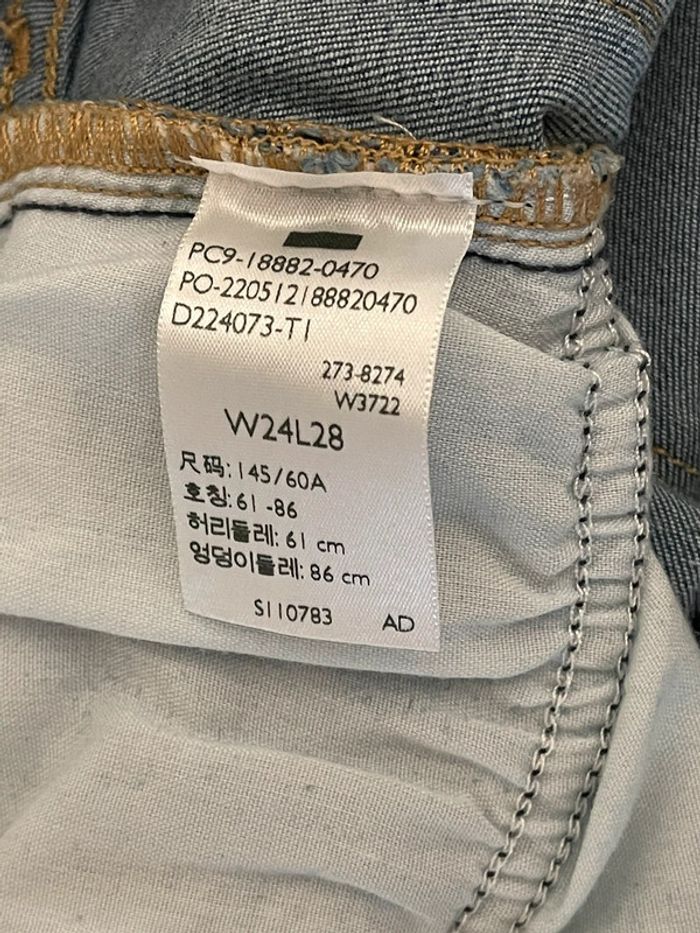 PC9-18882-0470
PO-220512188820470
D224073-T1
273-8274
W3722
W24L28
尺码:145/60A
호칭:61 -86
허리둘레: 61 cm
엉덩이둘레: 86 cm
S110783 AD